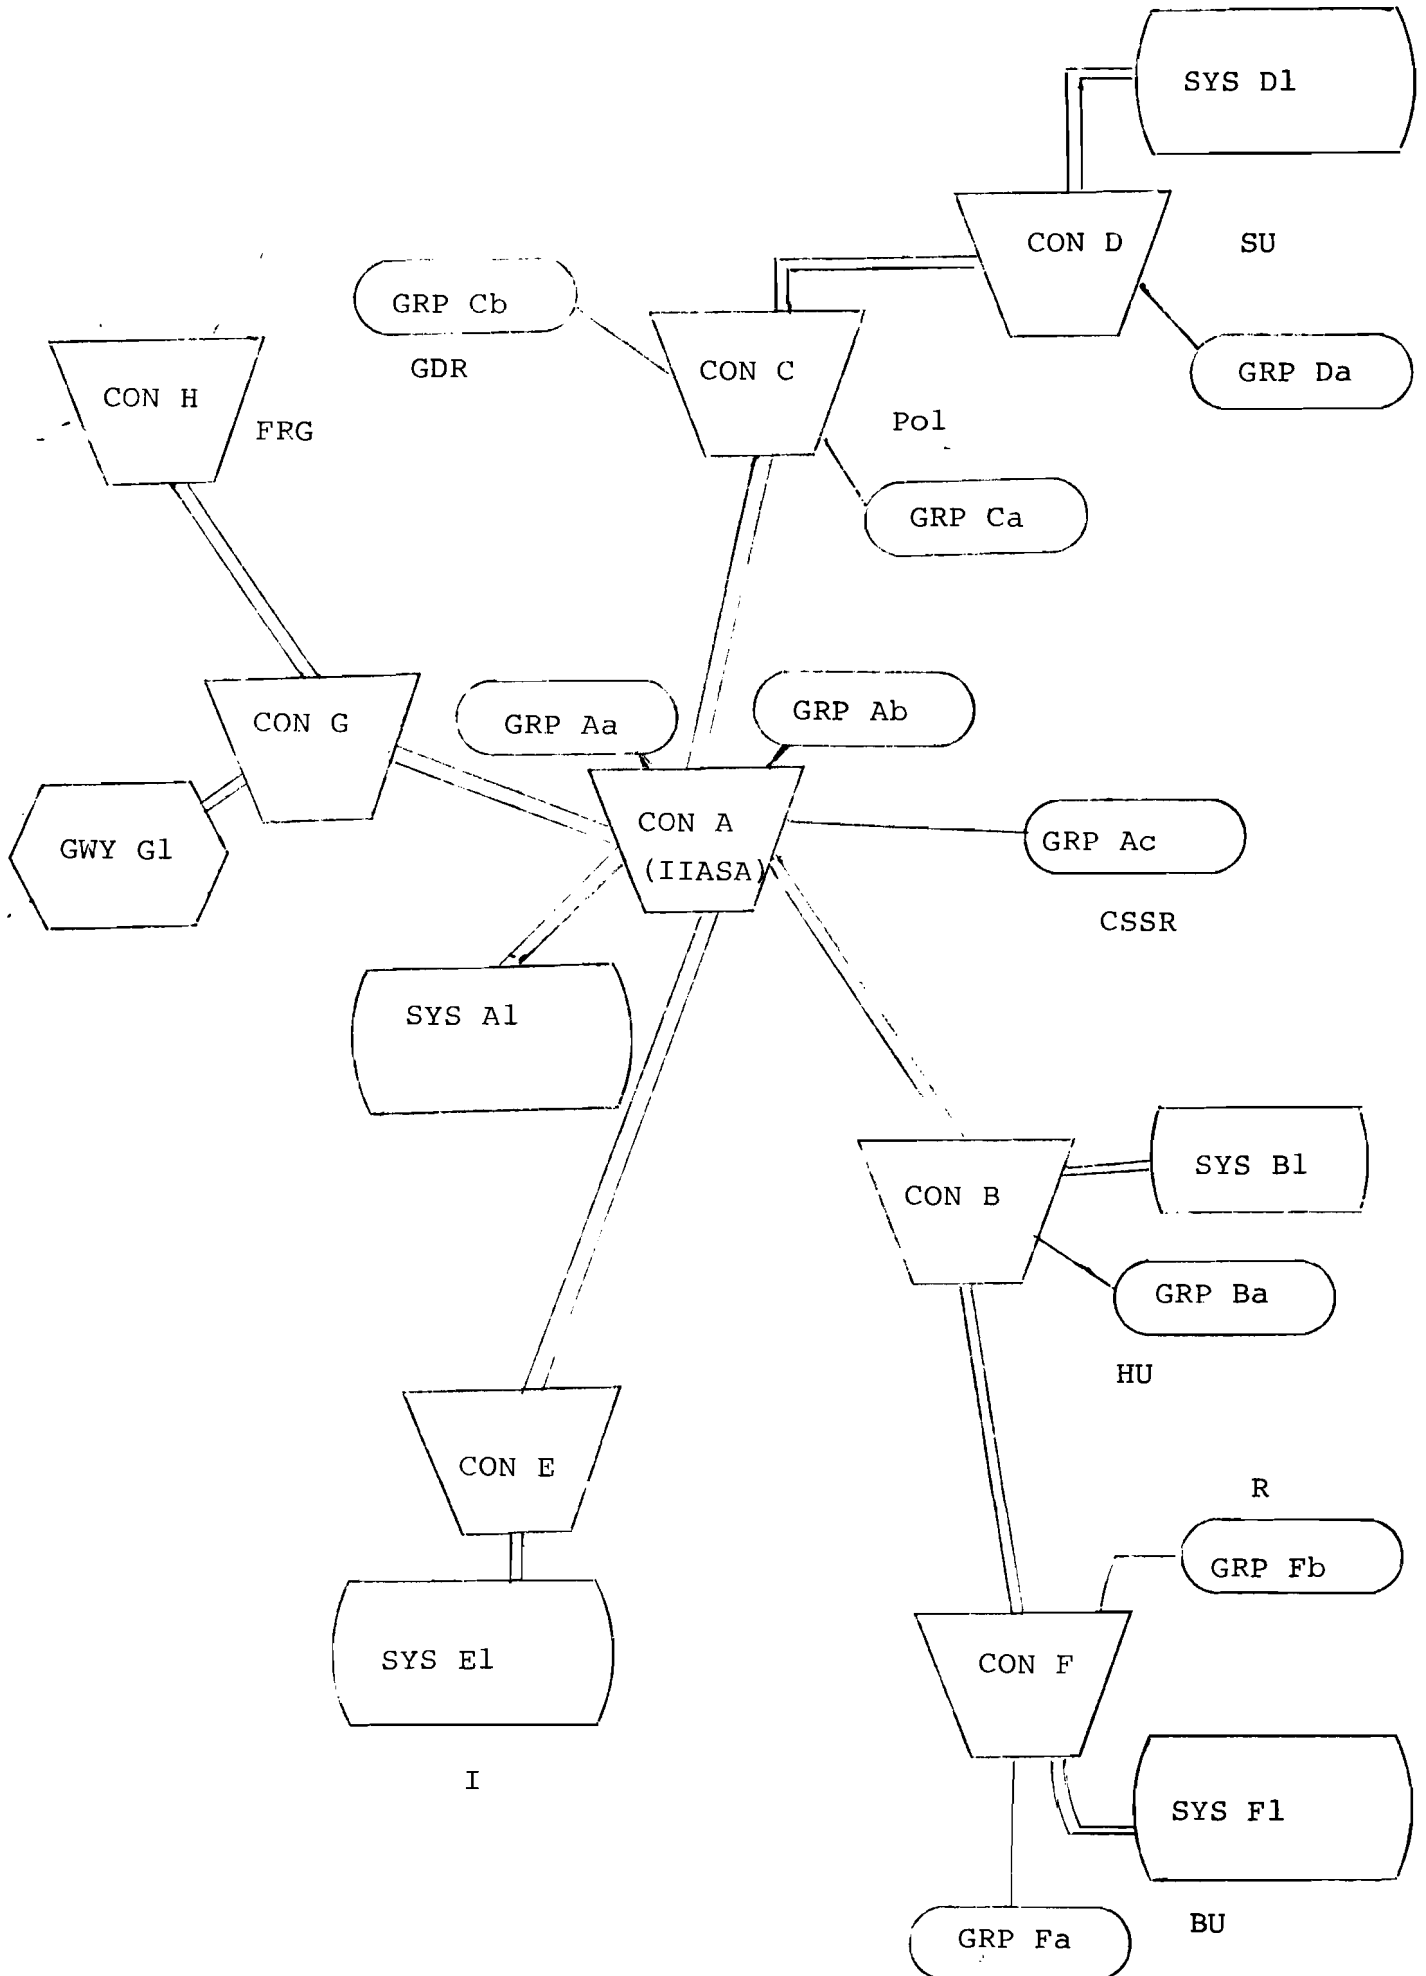 SYS D1
CON D
SU
GRP Cb
GDR
CON C
GRP Da
CON H
FRG
Pol
GRP Ca
CON G
GRP Aa
GRP Ab
CON A
(IIASA)
GRP Ac
GWY G1
CSSR
SYS A1
SYS B1
CON B
GRP Ba
HU
CON E
R
GRP Fb
SYS E1
CON F
I
SYS F1
BU
GRP Fa